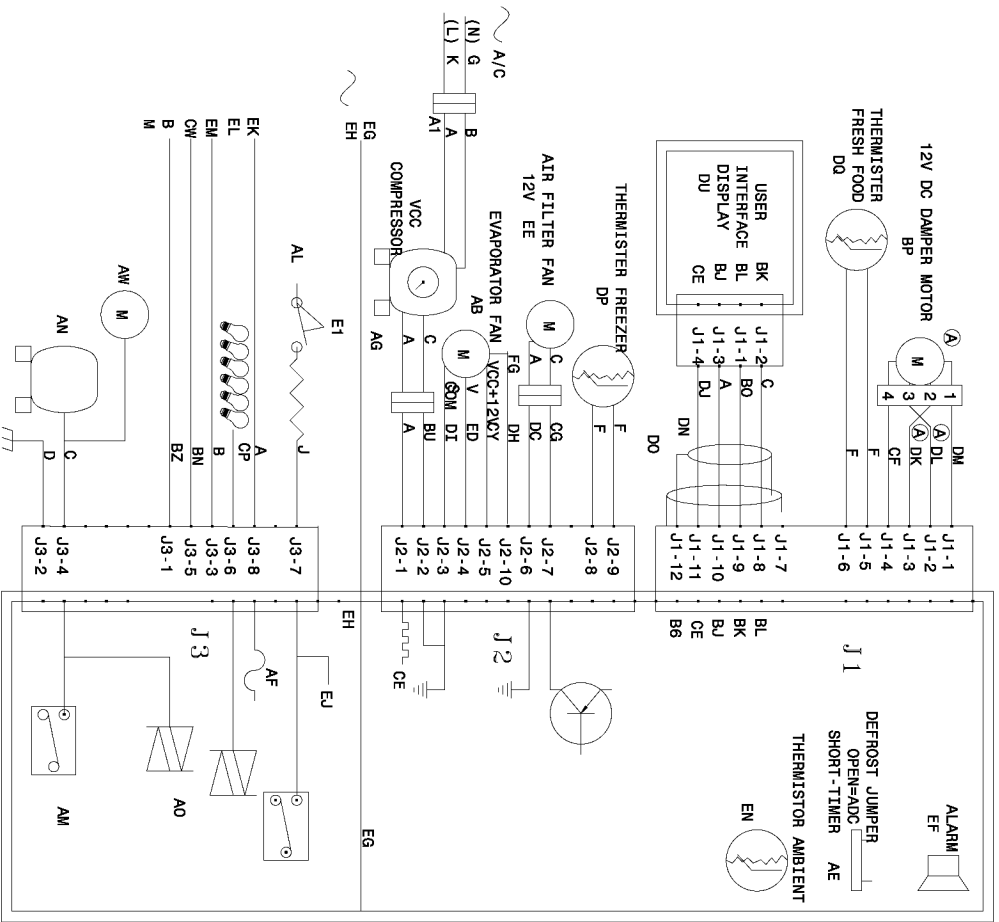 12V DC DAMPER MOTOR
BP
A
M
1
2
3
4
A
A
DM
DL
DK
CF
J1-1
J1-2
J1-3
J1-4
THERMISTER
FRESH FOOD
DQ
F
F
J1-5
J1-6
USER
INTERFACE
DISPLAY
DU
BK
BL
BJ
CE
J1-2
J1-1
J1-3
J1-4
C
BO
A
DJ
DN
DO
J1-7
J1-8
J1-9
J1-10
J1-11
J1-12
BL
BK
BJ
CE
B6
J1
ALARM
EF
DEFROST JUMPER
OPEN=ADC
SHORT-TIMER
AE
THERMISTOR AMBIENT
EN
THERMISTER FREEZER
DP
F
F
J2-9
J2-8
AIR FILTER FAN
12V EE
M
C
A
CG
DC
J2-7
J2-6
EVAPORATOR FAN
AB
M
FG
VCC+12V
V
COM
DH
CY
ED
DI
J2-10
J2-5
J2-4
J2-3
A/C
(N) G
(L) K
A1
B
A
VCC
COMPRESSOR
AG
C
A
BU
A
J2-2
J2-1
J2
CE
EG
EH
EG
EH
AL
E1
J
J3-7
EJ
EK
EL
EM
CW
B
M
A
CP
B
BN
BZ
J3-8
J3-6
J3-3
J3-5
J3-1
J3
AF
AW
M
AN
C
D
J3-4
J3-2
AO
AM